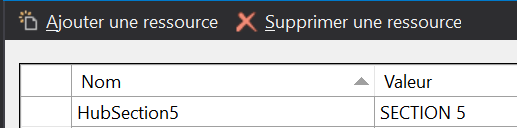 Ajouter une ressource Supprimer une ressource
Nom Valeur
HubSection5 SECTION 5